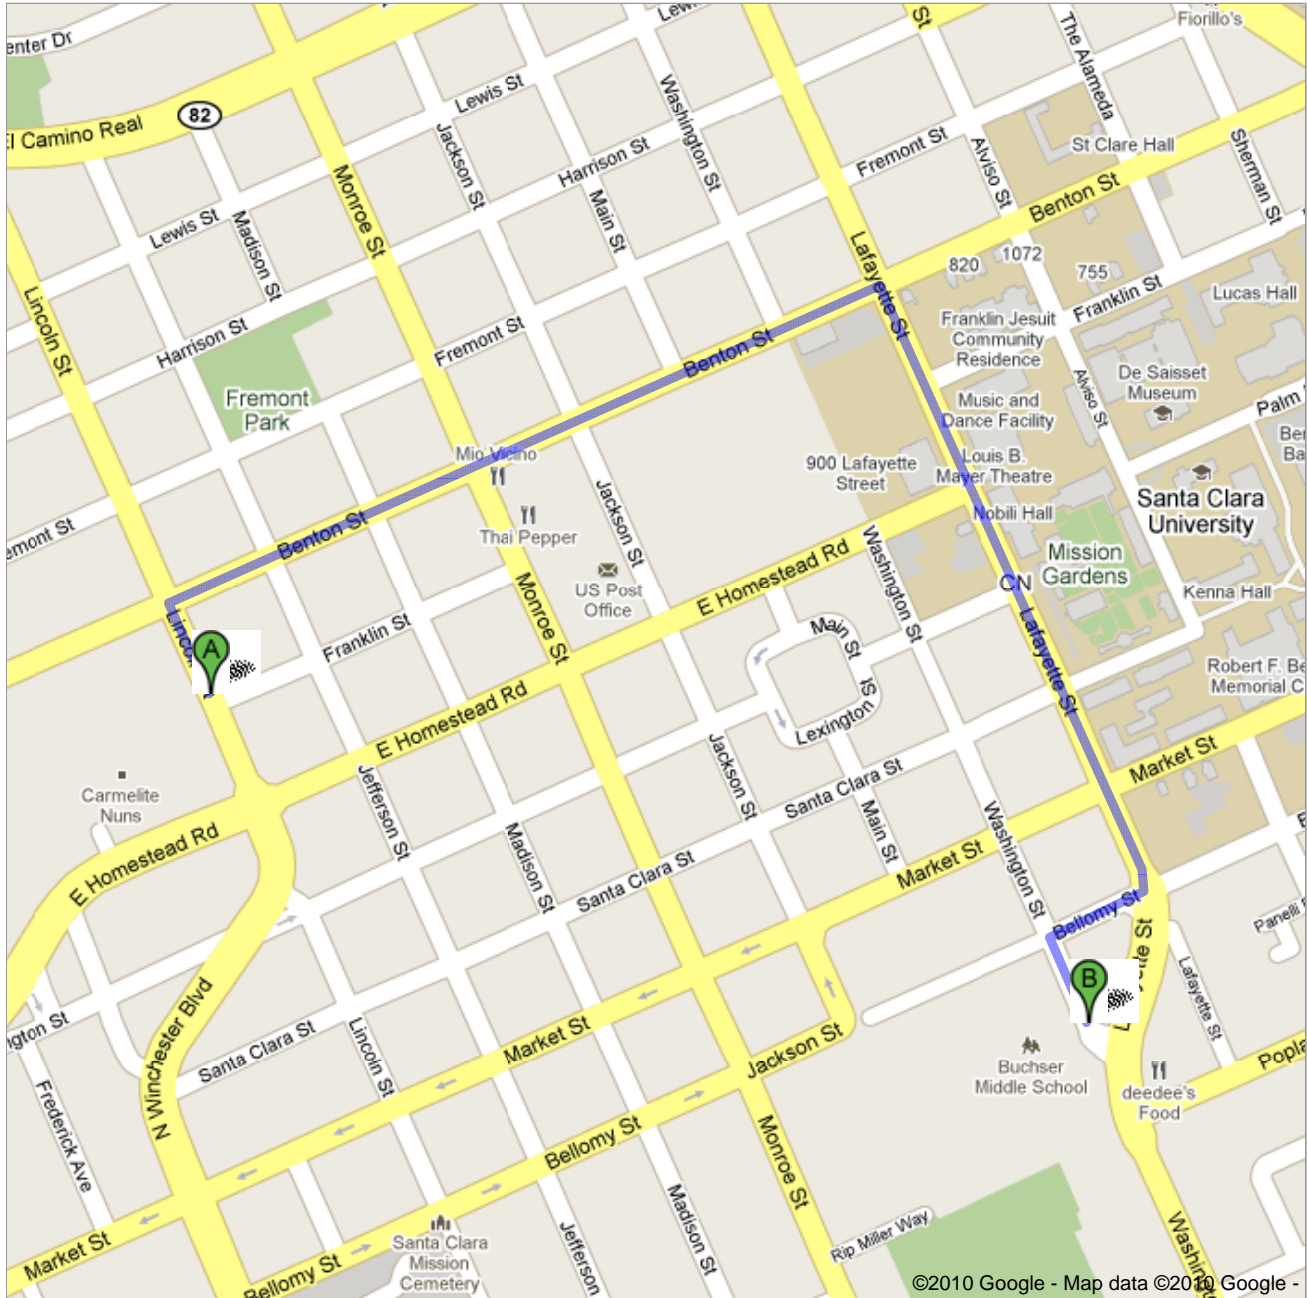 enter Dr
Lewis
St
The Alameda
Fiorillo's
82
El Camino Real
Lewis St
Jackson St
Washington St
Harrison St
Fremont St
Alviso St
St Clare Hall
Sherman St
Benton St
Monroe St
Main St
Lewis St
Madison St
Lafayette St
820
1072
755
Franklin St
Lucas Hall
Lincoln St
Harrison St
Fremont St
Benton St
Franklin Jesuit
Community
Residence
De Saisset
Museum
Alviso St
Palm
Fremont
Park
Music and
Dance Facility
Mio Vicino
900 Lafayette
Street
Louis B.
Mayer Theatre
Nobili Hall
Santa Clara
University
emont St
Benton St
Thai Pepper
Jackson St
US Post
Office
E Homestead Rd
Washington St
CN
Mission
Gardens
Kenna Hall
Lincol
A
Franklin St
Monroe St
Main St
Lafayette St
Robert F. Be
Memorial C
E Homestead Rd
Lexington St
Market St
Carmelite
Nuns
Jefferson St
Jackson St
Santa Clara St
E Homestead Rd
Madison St
Santa Clara St
Main St
Market St
Washington St
Bellomy St
Panelli
Lafayette St
B
Lafayette St
ngton St
N Winchester Blvd
Santa Clara St
Lincoln St
Market St
Jackson St
Buchser
Middle School
deedee's
Food
Popla
Frederick Ave
Bellomy St
Monroe St
Market St
Bellomy St
Santa Clara
Mission
Cemetery
Jefferson
Madison St
Rip Miller Way
Washing
©2010 Google - Map data ©2010 Google -